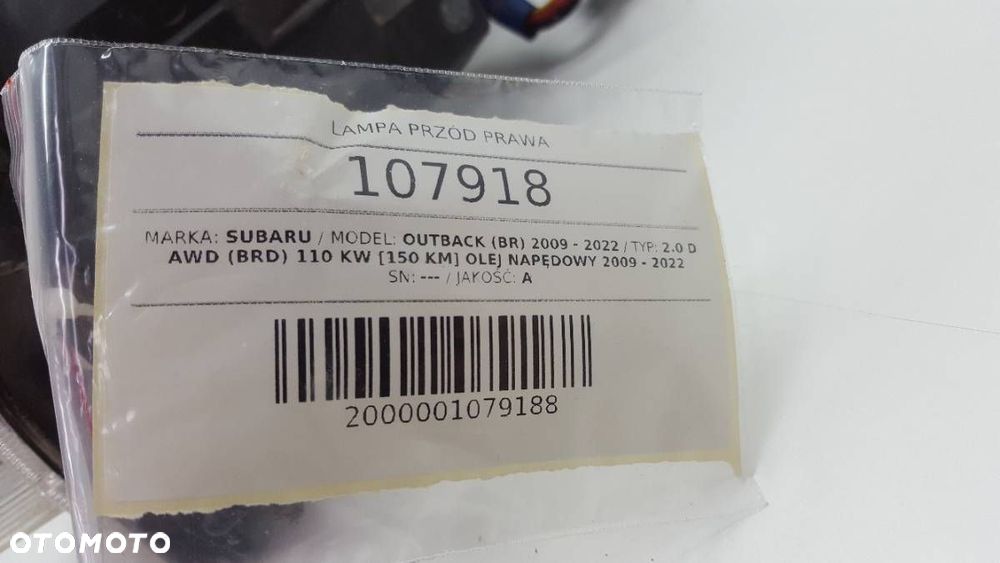 LAMPA PRZÓD PRAWA
107918
MARKA: SUBARU / MODEL: OUTBACK (BR) 2009 - 2022 / TYP: 2.0 D
AWD (BRD) 110 KW [150 KM] OLEJ NAPĘDOWY 2009 - 2022
SN: --- / JAKOŚĆ: A
2000001079188
OTOMOTO